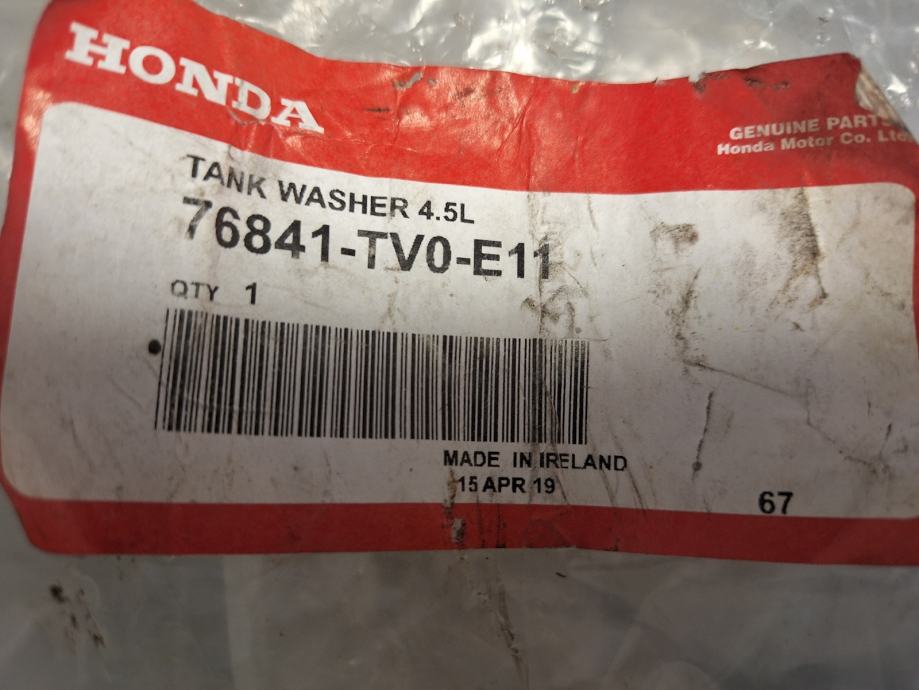 HONDA
GENUINE PARTS
Honda Motor Co. Ltd.
TANK WASHER 4.5L
76841-TV0-E11
QTY 1
MADE IN IRELAND
15 APR 19
67